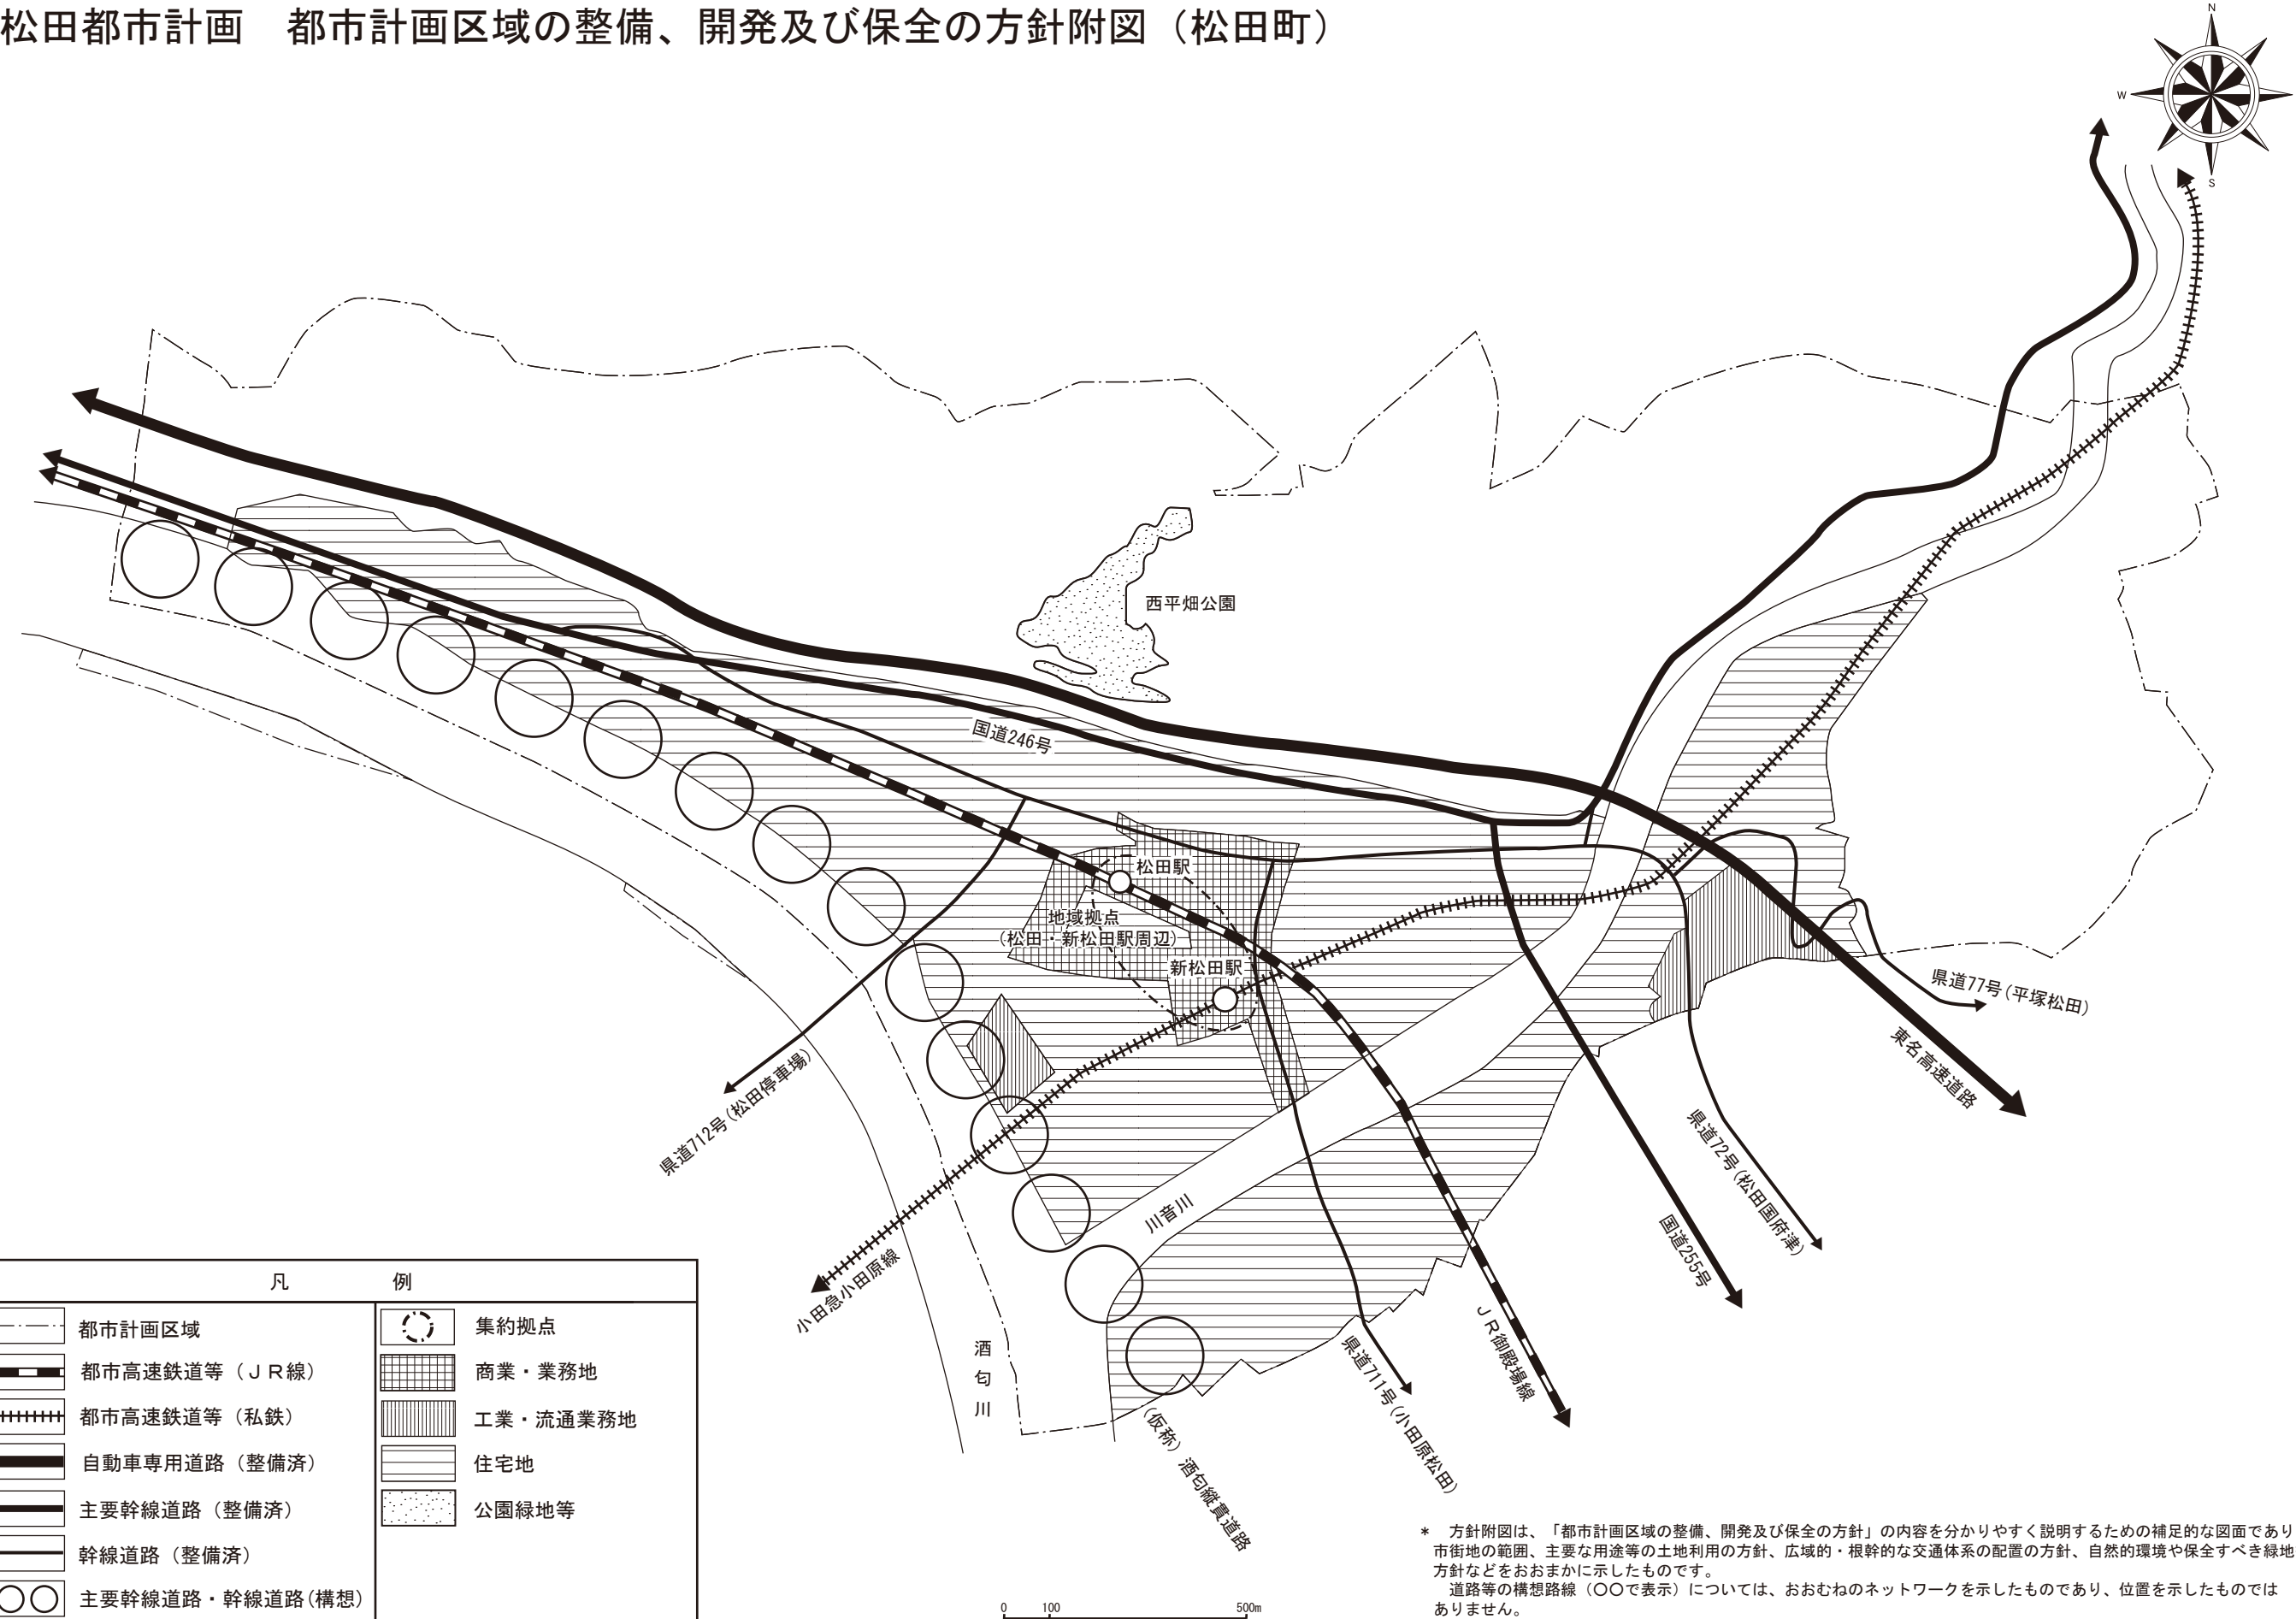 松田都市計画　都市計画区域の整備、開発及び保全の方針附図（松田町）
N
W
S
西平畑公園
国道246号
松田駅
地域拠点
（松田・新松田駅周辺）
新松田駅
県道77号（平塚松田）
東名高速道路
県道712号（松田停車場）
県道72号（松田国府津）
川音川
国道255号
小田急小田原線
酒匂川
ＪＲ御殿場線
県道711号（小田原松田）
（仮称）酒匂縦貫道路
凡　例
都市計画区域
都市高速鉄道等（ＪＲ線）
都市高速鉄道等（私鉄）
自動車専用道路（整備済）
主要幹線道路（整備済）
幹線道路（整備済）
主要幹線道路・幹線道路（構想）
集約拠点
商業・業務地
工業・流通業務地
住宅地
公園緑地等
0 100 500m
＊　方針附図は、「都市計画区域の整備、開発及び保全の方針」の内容を分かりやすく説明するための補足的な図面であり
市街地の範囲、主要な用途等の土地利用の方針、広域的・根幹的な交通体系の配置の方針、自然的環境や保全すべき緑地
方針などをおおまかに示したものです。
　道路等の構想路線（〇〇で表示）については、おおむねのネットワークを示したものであり、位置を示したものでは
ありません。